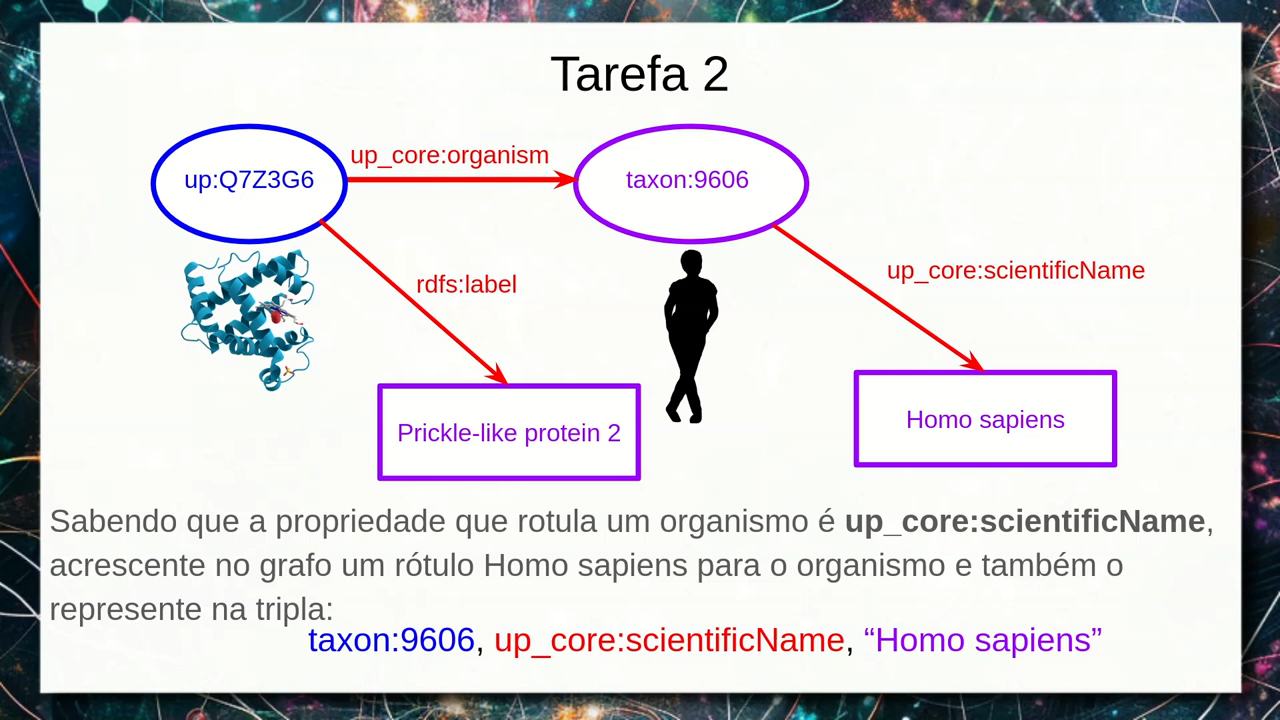 Tarefa 2
up_core:organism
up:Q7Z3G6
taxon:9606
rdfs:label
up_core:scientificName
Prickle-like protein 2
Homo sapiens
Sabendo que a propriedade que rotula um organismo é up_core:scientificName,
acrescente no grafo um rótulo Homo sapiens para o organismo e também o
represente na tripla:
taxon:9606, up_core:scientificName, “Homo sapiens”